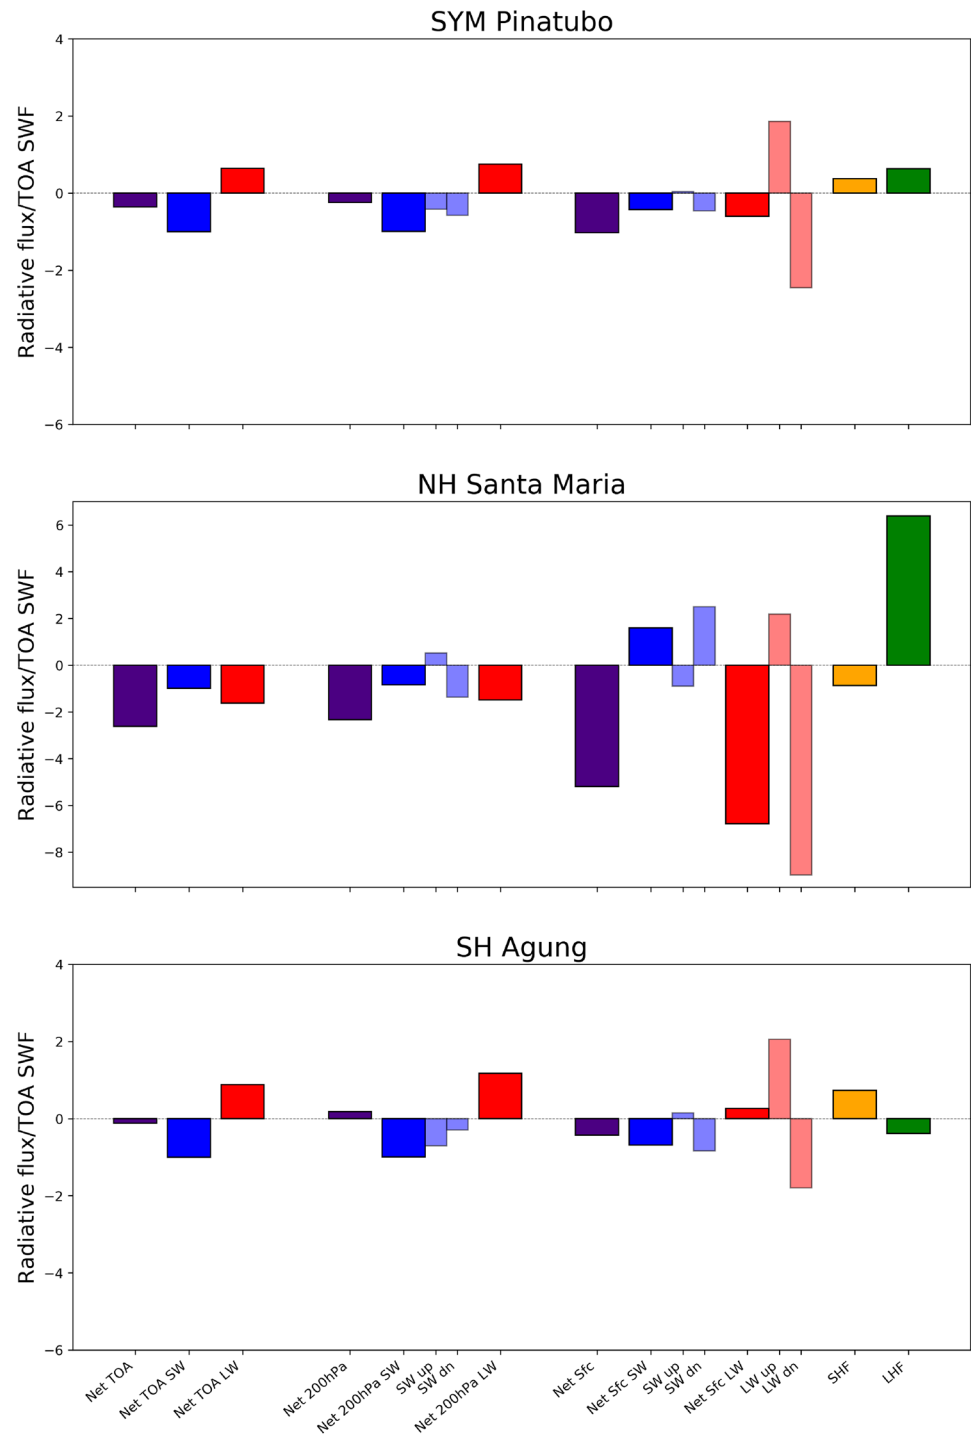 SYM Pinatubo
Radiative flux/TOA SWF
4
2
0
−2
−4
−6
NH Santa Maria
Radiative flux/TOA SWF
6
4
2
0
−2
−4
−6
−8
SH Agung
Radiative flux/TOA SWF
4
2
0
−2
−4
−6
Net TOA
Net TOA SW
Net TOA LW
Net 200hPa
Net 200hPa SW
SW up
SW dn
Net 200hPa LW
Net Sfc
Net Sfc SW
SW up
SW dn
Net Sfc LW
LW up
LW dn
SHF
LHF